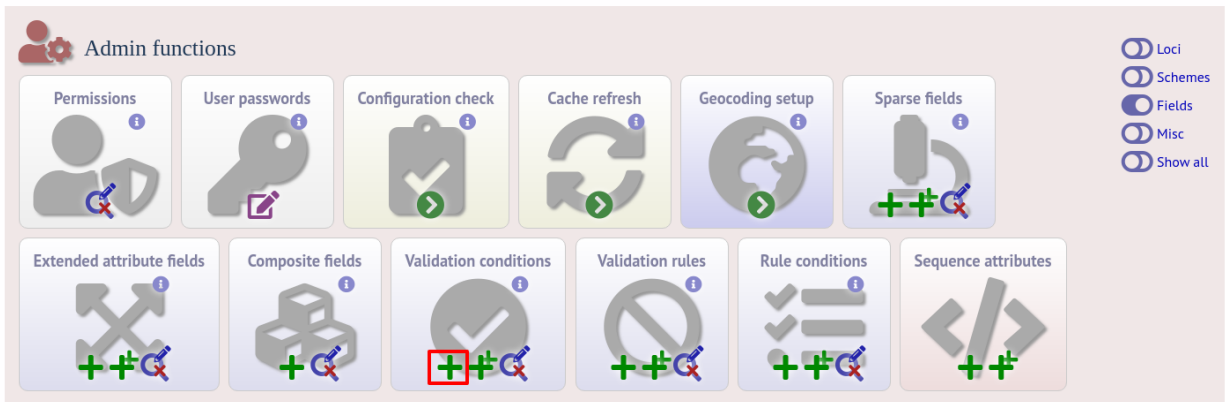 Admin functions
Loci
Schemes
Fields
Misc
Show all
Permissions
User passwords
Configuration check
Cache refresh
Geocoding setup
Sparse fields
Extended attribute fields
Composite fields
Validation conditions
Validation rules
Rule conditions
Sequence attributes